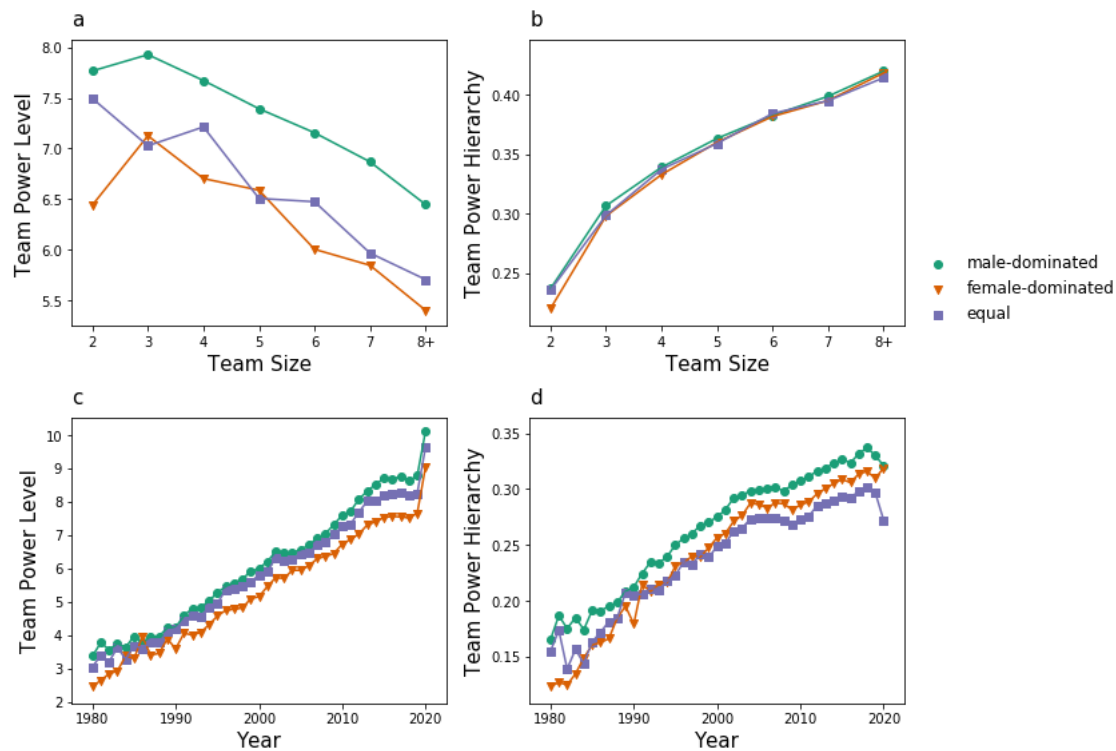 a
8.0
7.5
7.0
6.5
6.0
5.5
Team Power Level
2 3 4 5 6 7 8+
Team Size
b
0.40
0.35
0.30
0.25
Team Power Hierarchy
2 3 4 5 6 7 8+
Team Size
male-dominated
female-dominated
equal
c
10
9
8
7
6
5
4
3
2
Team Power Level
1980 1990 2000 2010 2020
Year
d
0.35
0.30
0.25
0.20
0.15
Team Power Hierarchy
1980 1990 2000 2010 2020
Year